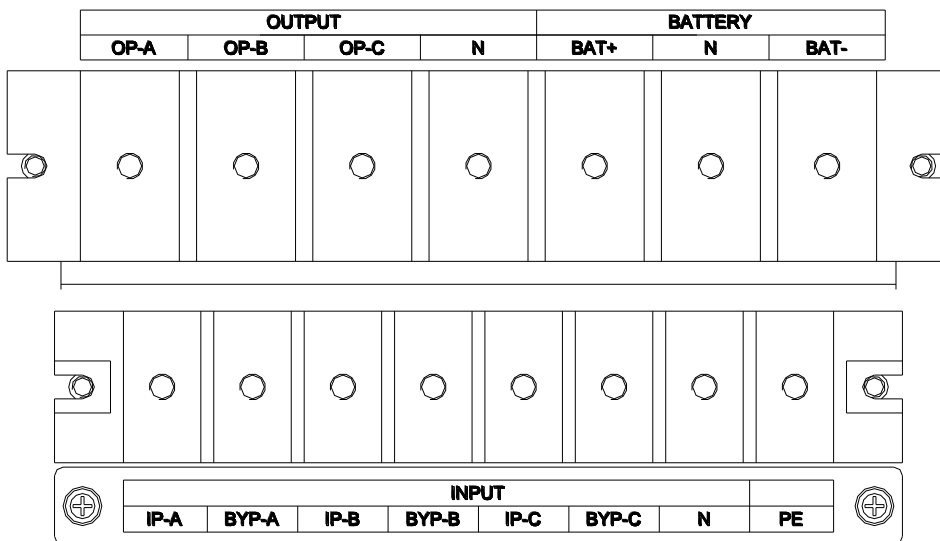 OUTPUT BATTERY
OP-A OP-B OP-C N BAT+ N BAT-
INPUT
IP-A BYP-A IP-B BYP-B IP-C BYP-C N PE